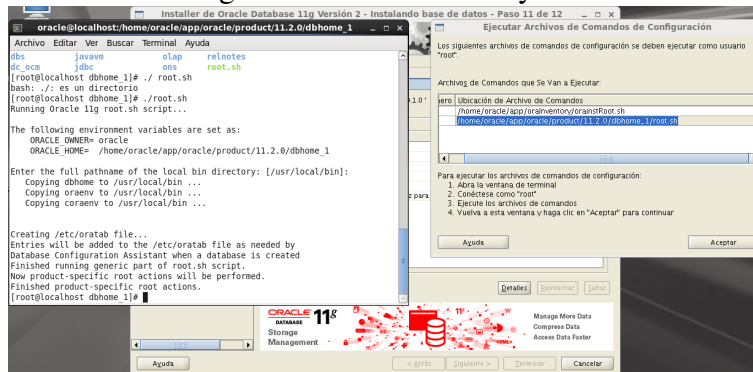 Installer de Oracle Database 11g Versión 2 - Instalando base de datos - Paso 11 de 12
oracle@localhost:/home/oracle/app/oracle/product/11.2.0/dbhome_1
Archivo Editar Ver Buscar Terminal Ayuda
dbs javavm olap relnotes
dc_ocm jdbc ons root.sh
[root@localhost dbhome_1]# ./ root.sh
bash: ./: es un directorio
[root@localhost dbhome_1]# ./root.sh
Running Oracle 11g root.sh script...
The following environment variables are set as:
ORACLE_OWNER= oracle
ORACLE_HOME= /home/oracle/app/oracle/product/11.2.0/dbhome_1
Enter the full pathname of the local bin directory: [/usr/local/bin]:
Copying dbhome to /usr/local/bin ...
Copying oraenv to /usr/local/bin ...
Copying coraenv to /usr/local/bin ...
Creating /etc/oratab file...
Entries will be added to the /etc/oratab file as needed by
Database Configuration Assistant when a database is created
Finished running generic part of root.sh script.
Now product-specific root actions will be performed.
Finished product-specific root actions.
[root@localhost dbhome_1]#
Ejecutar Archivos de Comandos de Configuración
Los siguientes archivos de comandos de configuración se deben ejecutar como usuario
"root".
Archivos de Comandos que Se Van a Ejecutar:
Ubicación de Archivo de Comandos
/home/oracle/app/oraInventory/orainstRoot.sh
/home/oracle/app/oracle/product/11.2.0/dbhome_1/root.sh
Para ejecutar los archivos de comandos de configuración:
1. Abra la ventana de terminal
2. Conéctese como "root"
3. Ejecute los archivos de comandos
4. Vuelva a esta ventana y haga clic en "Aceptar" para continuar
Ayuda Aceptar
Detalles Reintentar Saltar
ORACLE 11g
DATABASE
Storage
Management
11g
Manage More Data
Compress Data
Access Data Faster
Ayuda < Atrás Siguiente > Terminar Cancelar